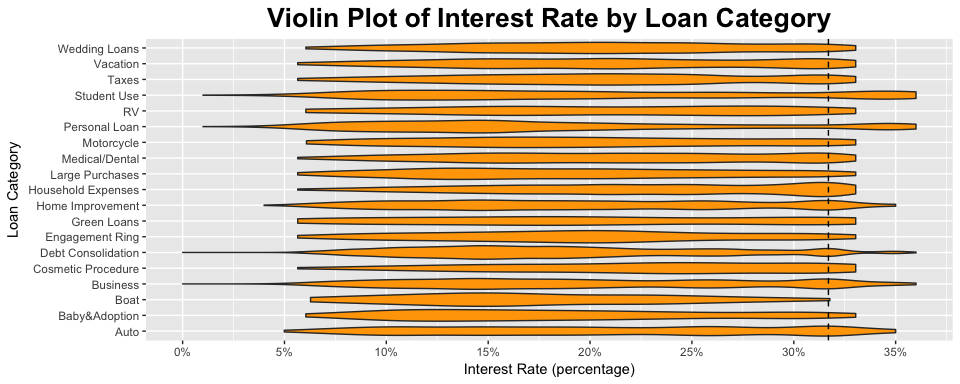 Violin Plot of Interest Rate by Loan Category
Loan Category
Wedding Loans
Vacation
Taxes
Student Use
RV
Personal Loan
Motorcycle
Medical/Dental
Large Purchases
Household Expenses
Home Improvement
Green Loans
Engagement Ring
Debt Consolidation
Cosmetic Procedure
Business
Boat
Baby&Adoption
Auto
0% 5% 10% 15% 20% 25% 30% 35%
Interest Rate (percentage)